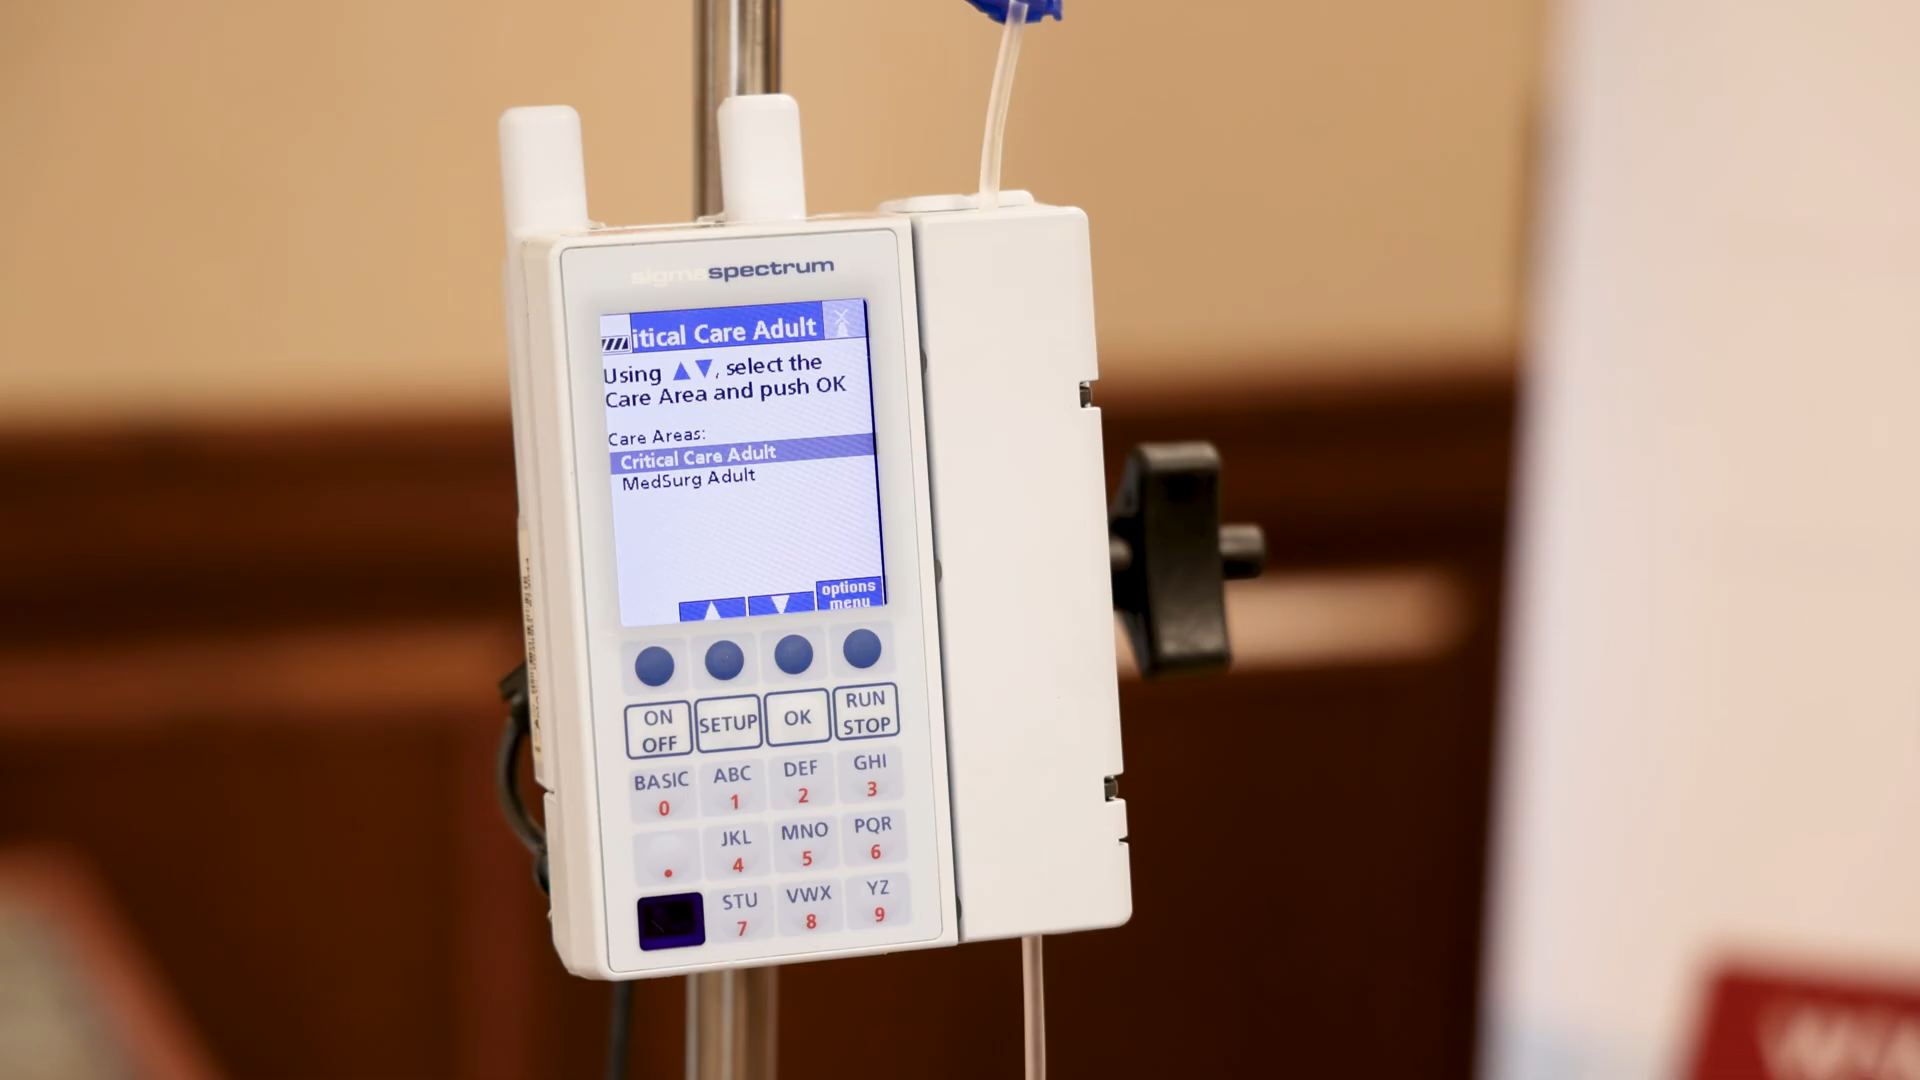 sigmaspectrum
itical Care Adult
Using ▲▼, select the
Care Area and push OK
Care Areas:
Critical Care Adult
MedSurg Adult
options
menu
ON
OFF
SETUP
OK
RUN
STOP
BASIC
0
ABC
1
DEF
2
GHI
3
.
JKL
4
MNO
5
PQR
6
STU
7
VWX
8
YZ
9